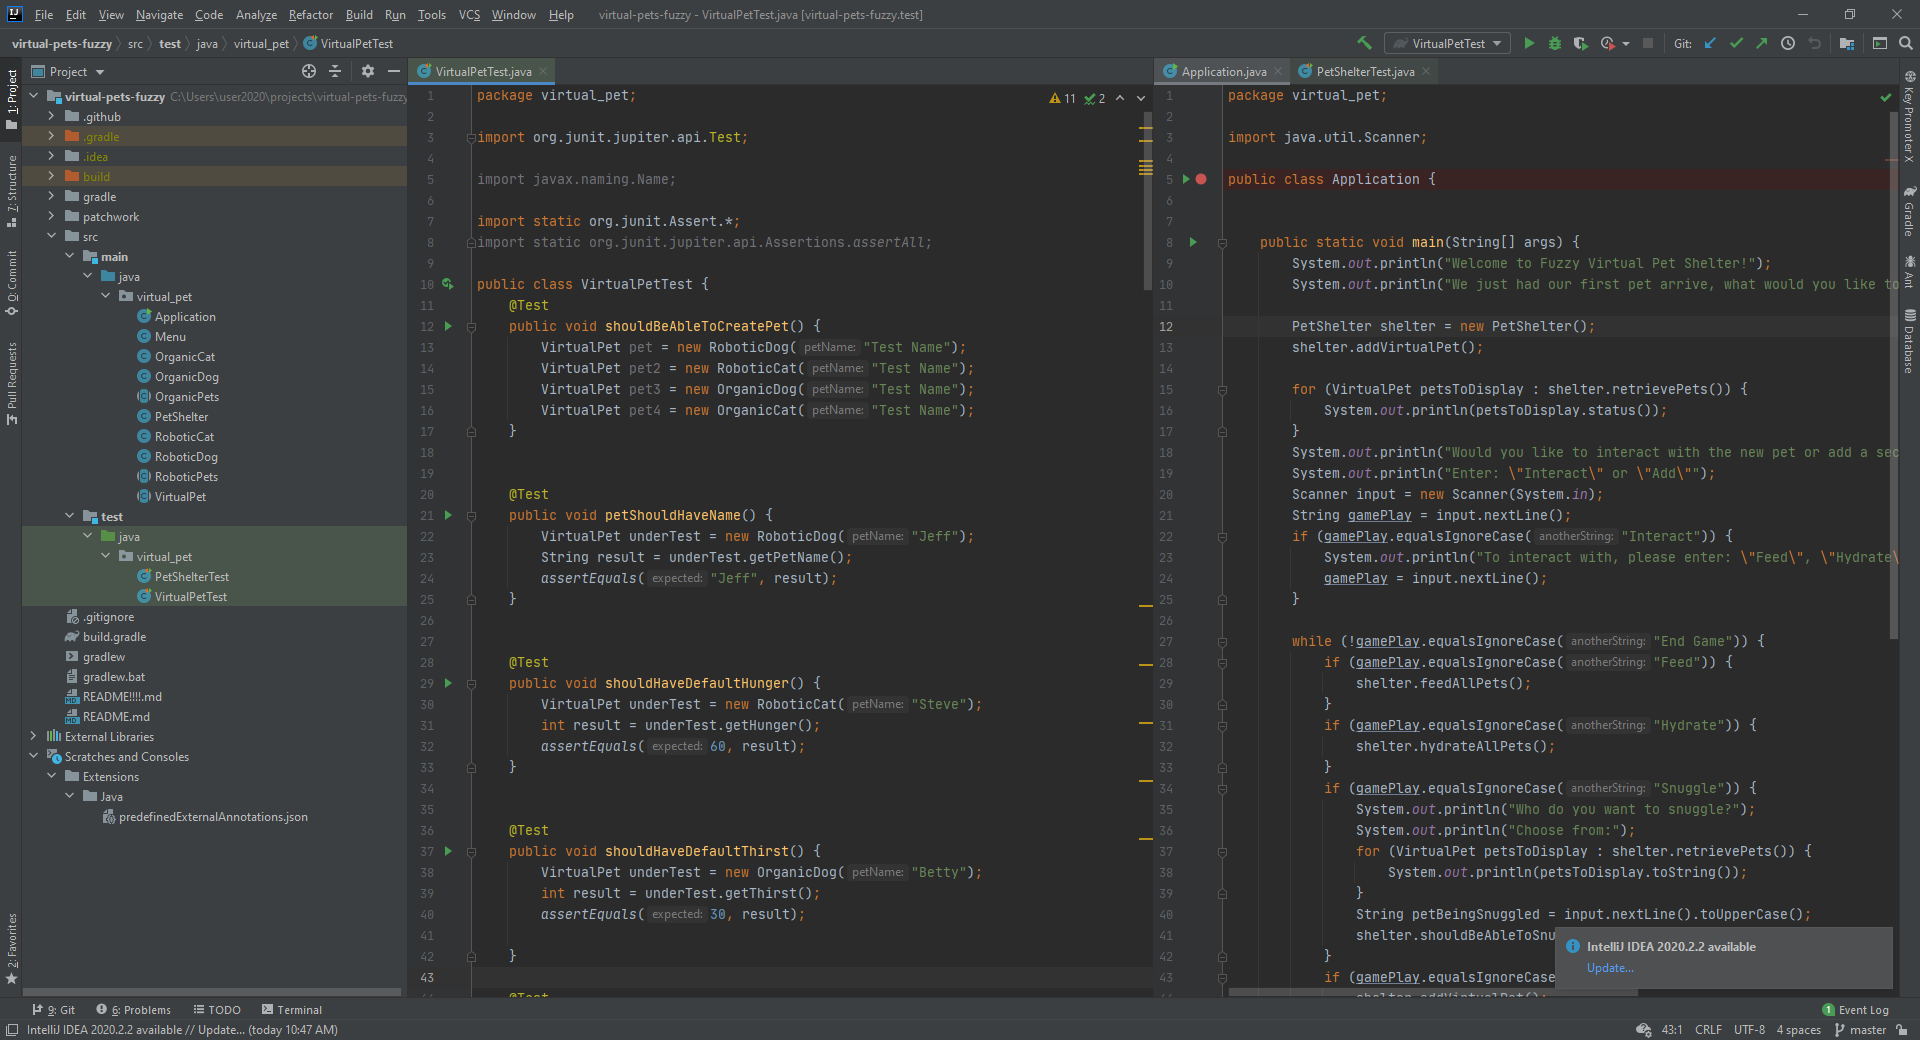 File Edit View Navigate Code Analyze Refactor Build Run Tools VCS Window Help virtual-pets-fuzzy - VirtualPetTest.java [virtual-pets-fuzzy.test]
virtual-pets-fuzzy src test java virtual_pet VirtualPetTest
VirtualPetTest Git:
Project
1: Project
7: Structure
0: Commit
Pull Requests
2: Favorites
virtual-pets-fuzzy C:\Users\user2020\projects\virtual-pets-fuzzy
.github
.gradle
.idea
build
gradle
patchwork
src
main
java
virtual_pet
Application
Menu
OrganicCat
OrganicDog
OrganicPets
PetShelter
RoboticCat
RoboticDog
RoboticPets
VirtualPet
test
java
virtual_pet
PetShelterTest
VirtualPetTest
.gitignore
build.gradle
gradlew
gradlew.bat
README!!!!.md
README.md
External Libraries
Scratches and Consoles
Extensions
Java
predefinedExternalAnnotations.json
VirtualPetTest.java
11 2
1 package virtual_pet;
2
3 import org.junit.jupiter.api.Test;
4
5 import javax.naming.Name;
6
7 import static org.junit.Assert.*;
8 import static org.junit.jupiter.api.Assertions.assertAll;
9
10 public class VirtualPetTest {
11 @Test
12 public void shouldBeAbleToCreatePet() {
13 VirtualPet pet = new RoboticDog( petName: "Test Name");
14 VirtualPet pet2 = new RoboticCat( petName: "Test Name");
15 VirtualPet pet3 = new OrganicDog( petName: "Test Name");
16 VirtualPet pet4 = new OrganicCat( petName: "Test Name");
17 }
18
19
20 @Test
21 public void petShouldHaveName() {
22 VirtualPet underTest = new RoboticDog( petName: "Jeff");
23 String result = underTest.getPetName();
24 assertEquals( expected: "Jeff", result);
25 }
26
27
28 @Test
29 public void shouldHaveDefaultHunger() {
30 VirtualPet underTest = new RoboticCat( petName: "Steve");
31 int result = underTest.getHunger();
32 assertEquals( expected: 60, result);
33 }
34
35
36 @Test
37 public void shouldHaveDefaultThirst() {
38 VirtualPet underTest = new OrganicDog( petName: "Betty");
39 int result = underTest.getThirst();
40 assertEquals( expected: 30, result);
41
42 }
43
@Test
Application.java PetShelterTest.java
1 package virtual_pet;
2
3 import java.util.Scanner;
4
5 public class Application {
6
7
8 public static void main(String[] args) {
9 System.out.println("Welcome to Fuzzy Virtual Pet Shelter!");
10 System.out.println("We just had our first pet arrive, what would you like to
11
12 PetShelter shelter = new PetShelter();
13 shelter.addVirtualPet();
14
15 for (VirtualPet petsToDisplay : shelter.retrievePets()) {
16 System.out.println(petsToDisplay.status());
17 }
18 System.out.println("Would you like to interact with the new pet or add a sec
19 System.out.println("Enter: \"Interact\" or \"Add\"");
20 Scanner input = new Scanner(System.in);
21 String gamePlay = input.nextLine();
22 if (gamePlay.equalsIgnoreCase( anotherString: "Interact")) {
23 System.out.println("To interact with, please enter: \"Feed\", \"Hydrate\
24 gamePlay = input.nextLine();
25 }
26
27 while (!gamePlay.equalsIgnoreCase( anotherString: "End Game")) {
28 if (gamePlay.equalsIgnoreCase( anotherString: "Feed")) {
29 shelter.feedAllPets();
30 }
31 if (gamePlay.equalsIgnoreCase( anotherString: "Hydrate")) {
32 shelter.hydrateAllPets();
33 }
34 if (gamePlay.equalsIgnoreCase( anotherString: "Snuggle")) {
35 System.out.println("Who do you want to snuggle?");
36 System.out.println("Choose from:");
37 for (VirtualPet petsToDisplay : shelter.retrievePets()) {
38 System.out.println(petsToDisplay.toString());
39 }
40 String petBeingSnuggled = input.nextLine().toUpperCase();
41 shelter.shouldBeAbleToSnu
42 }
43 if (gamePlay.equalsIgnoreCase
shelter.addVirtualPet();
Key Promoter X
Gradle
Ant
Database
IntelliJ IDEA 2020.2.2 available
Update...
9: Git 6: Problems TODO Terminal 1 Event Log
IntelliJ IDEA 2020.2.2 available // Update... (today 10:47 AM) 43:1 CRLF UTF-8 4 spaces master